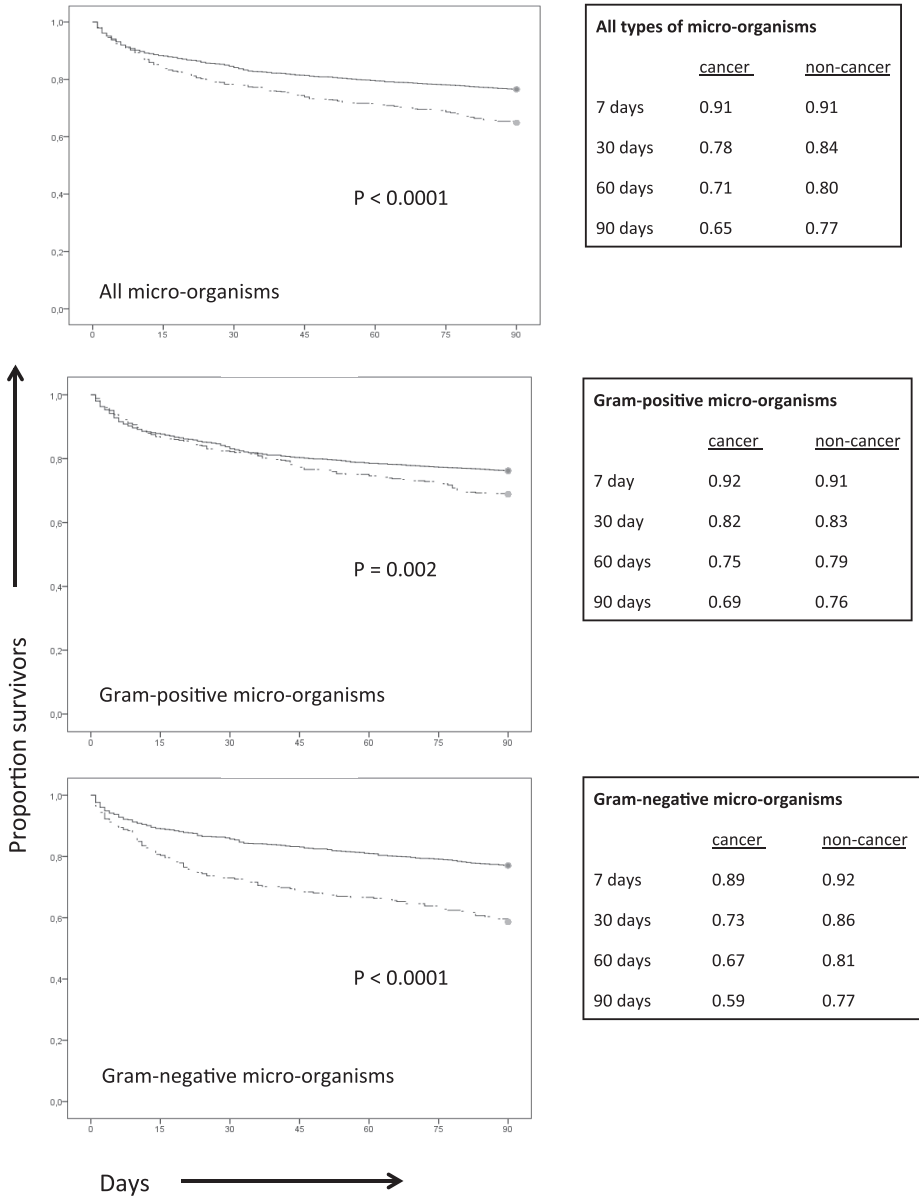 1,0
0,8
0,6
0,4
0,2
0,0
P < 0.0001
All micro-organisms
0 15 30 45 60 75 90
All types of micro-organisms
cancer non-cancer
7 days 0.91 0.91
30 days 0.78 0.84
60 days 0.71 0.80
90 days 0.65 0.77
Proportion survivors
1,0
0,8
0,6
0,4
0,2
0,0
P = 0.002
Gram-positive micro-organisms
0 15 30 45 60 75 90
Gram-positive micro-organisms
cancer non-cancer
7 day 0.92 0.91
30 day 0.82 0.83
60 days 0.75 0.79
90 days 0.69 0.76
1,0
0,8
0,6
0,4
0,2
0,0
P < 0.0001
Gram-negative micro-organisms
0 15 30 45 60 75 90
Gram-negative micro-organisms
cancer non-cancer
7 days 0.89 0.92
30 days 0.73 0.86
60 days 0.67 0.81
90 days 0.59 0.77
Days